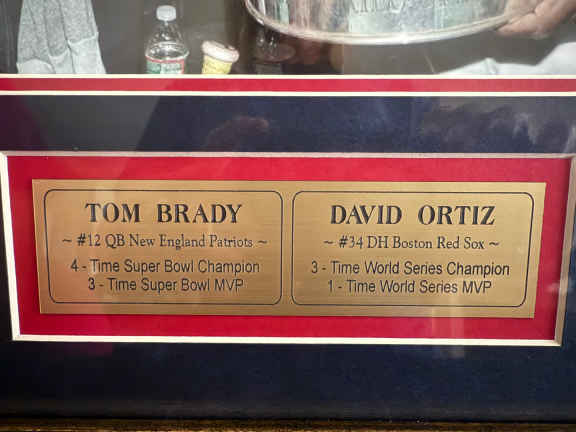 TOM BRADY
~ #12 QB New England Patriots ~
4 - Time Super Bowl Champion
3 - Time Super Bowl MVP
DAVID ORTIZ
~ #34 DH Boston Red Sox ~
3 - Time World Series Champion
1 - Time World Series MVP